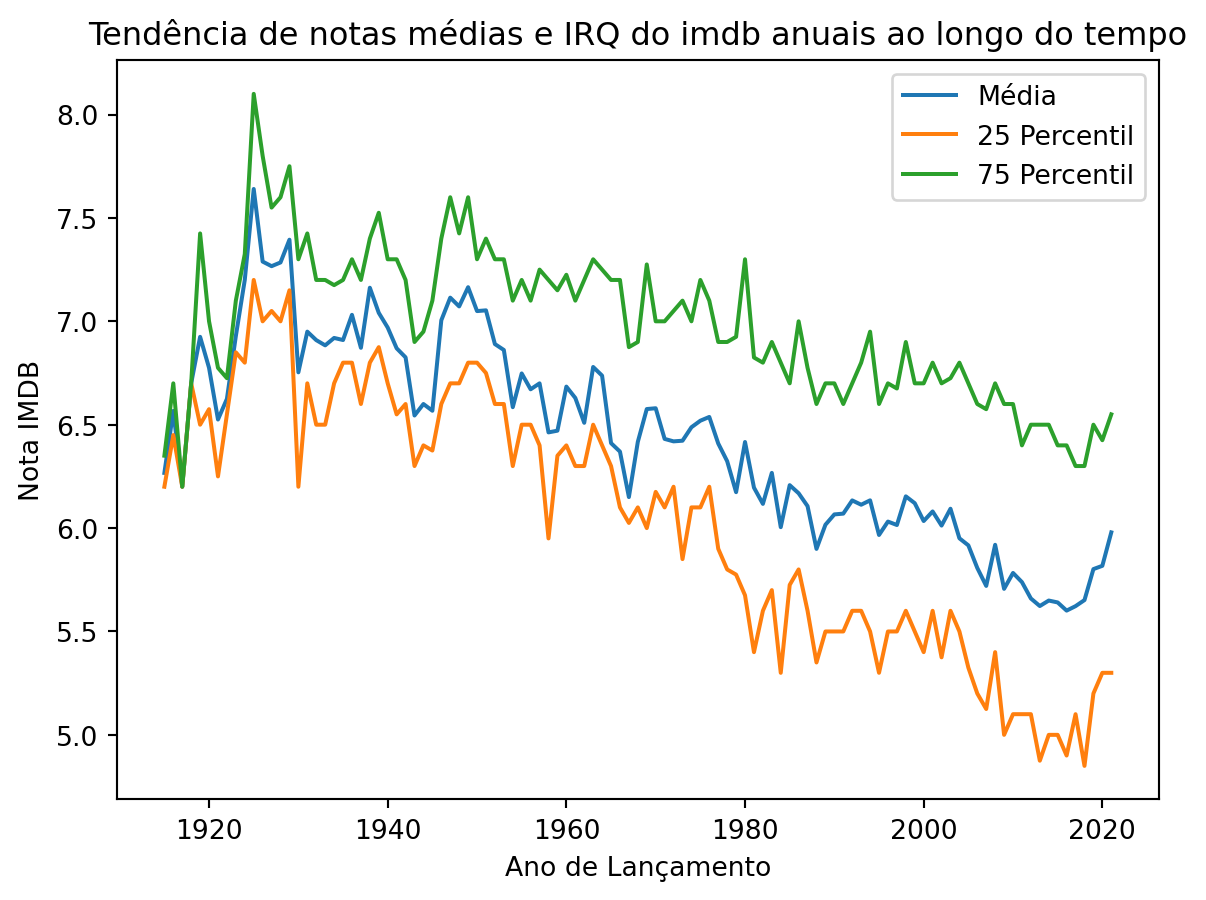 Tendência de notas médias e IRQ do imdb anuais ao longo do tempo
Média
25 Percentil
75 Percentil
8.0
7.5
7.0
6.5
6.0
5.5
5.0
Nota IMDB
1920 1940 1960 1980 2000 2020
Ano de Lançamento